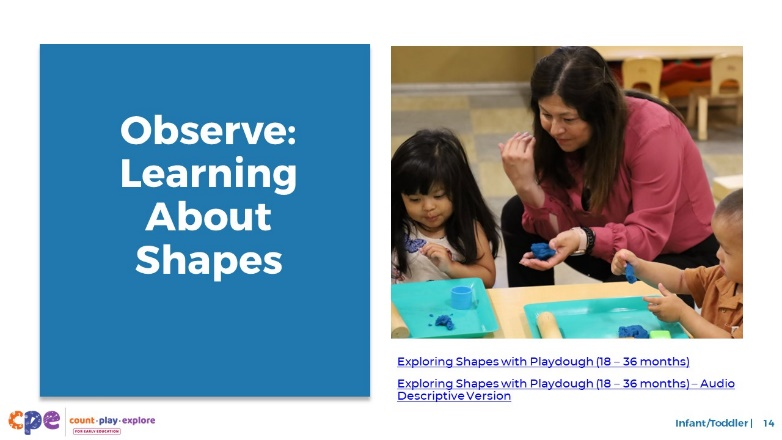 Observe:
Learning
About
Shapes
Exploring Shapes with Playdough (18 – 36 months)
Exploring Shapes with Playdough (18 – 36 months) – Audio
Descriptive Version
cpe
count·play·explore
FOR EARLY EDUCATION
Infant/Toddler | 14